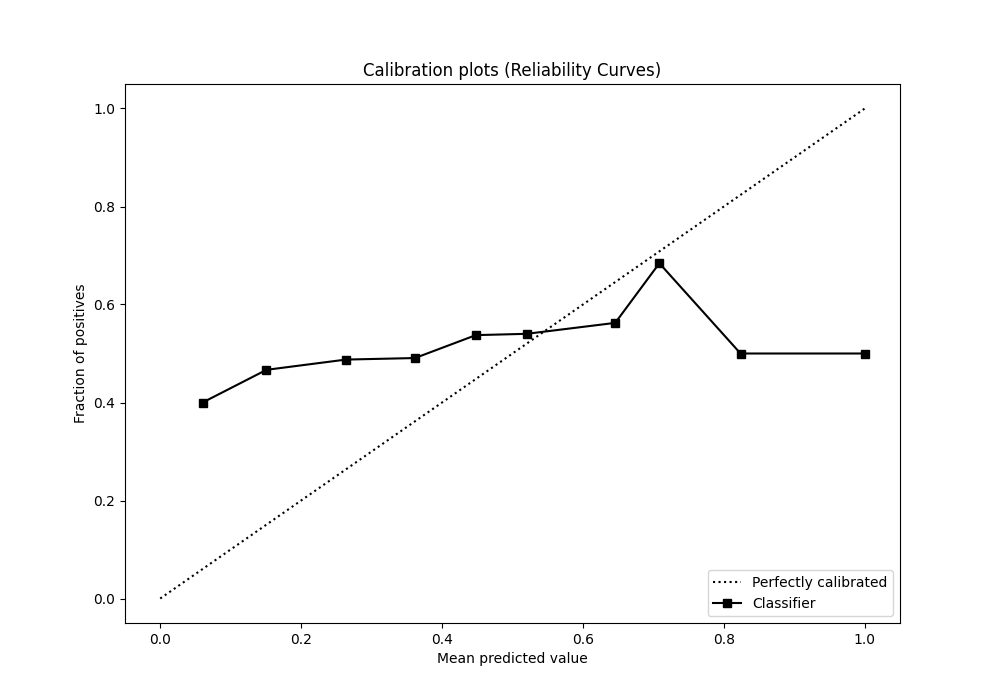 Calibration plots (Reliability Curves)
1.0
0.8
0.6
0.4
0.2
0.0
Fraction of positives
0.0 0.2 0.4 0.6 0.8 1.0
Mean predicted value
Perfectly calibrated
Classifier